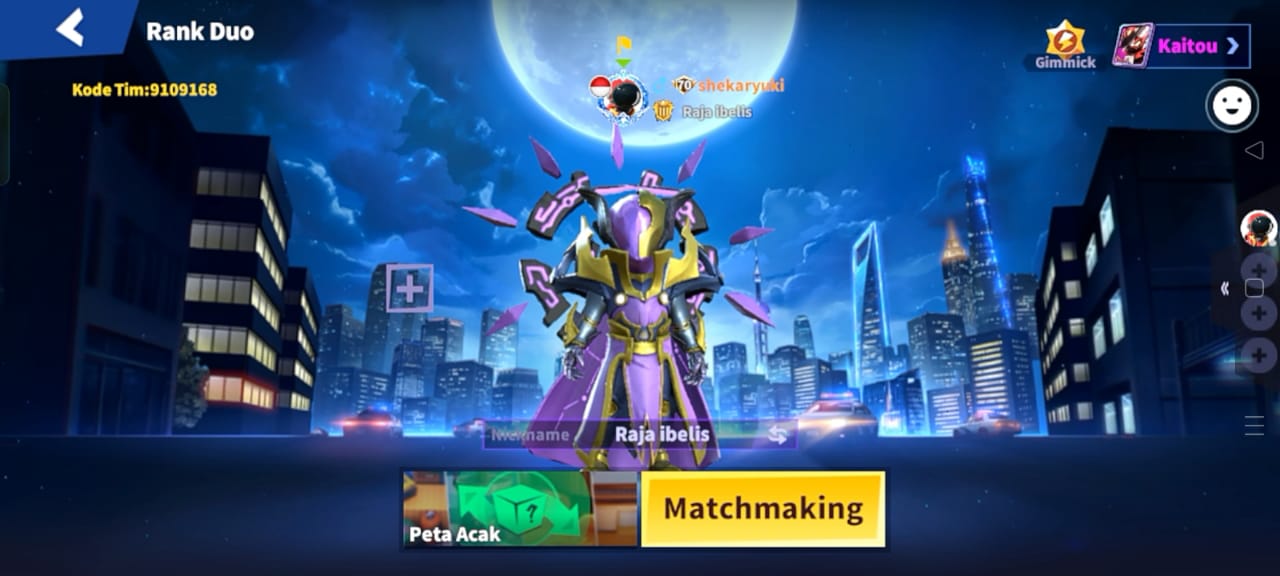 Rank Duo
Kode Tim:9109168
70 shekaryuki
Raja ibelis
Gimmick
Kaitou
Nickname
Raja ibelis
Peta Acak
?
Matchmaking